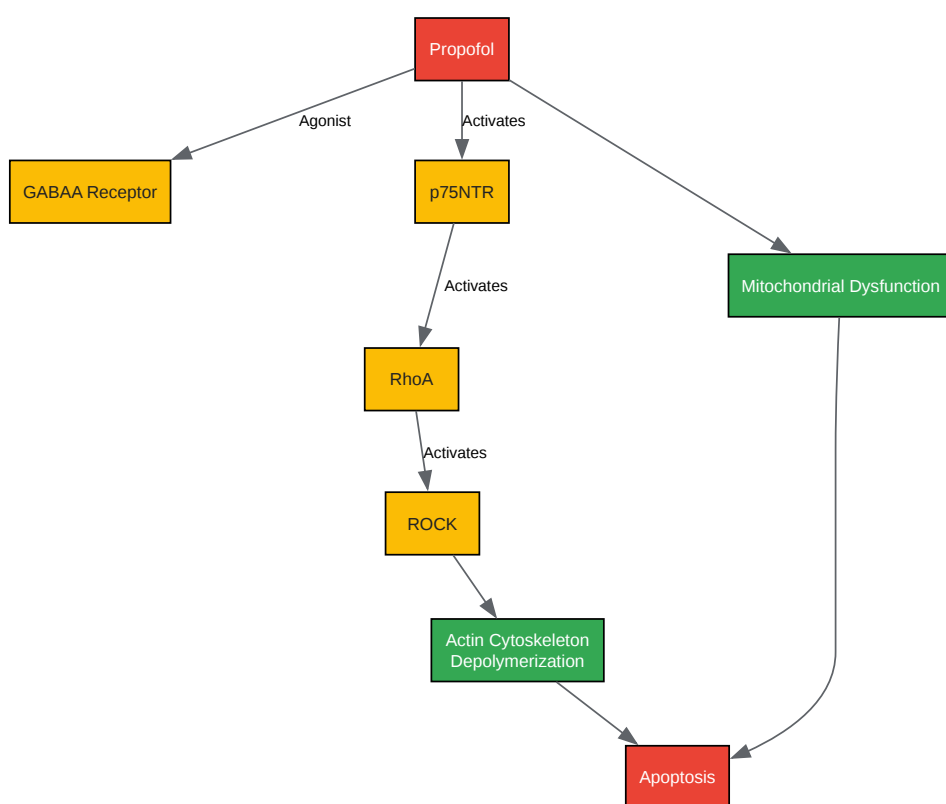 Propofol
Agonist
Activates
GABAA Receptor
p75NTR
Activates
Mitochondrial Dysfunction
RhoA
Activates
ROCK
Actin Cytoskeleton
Depolymerization
Apoptosis